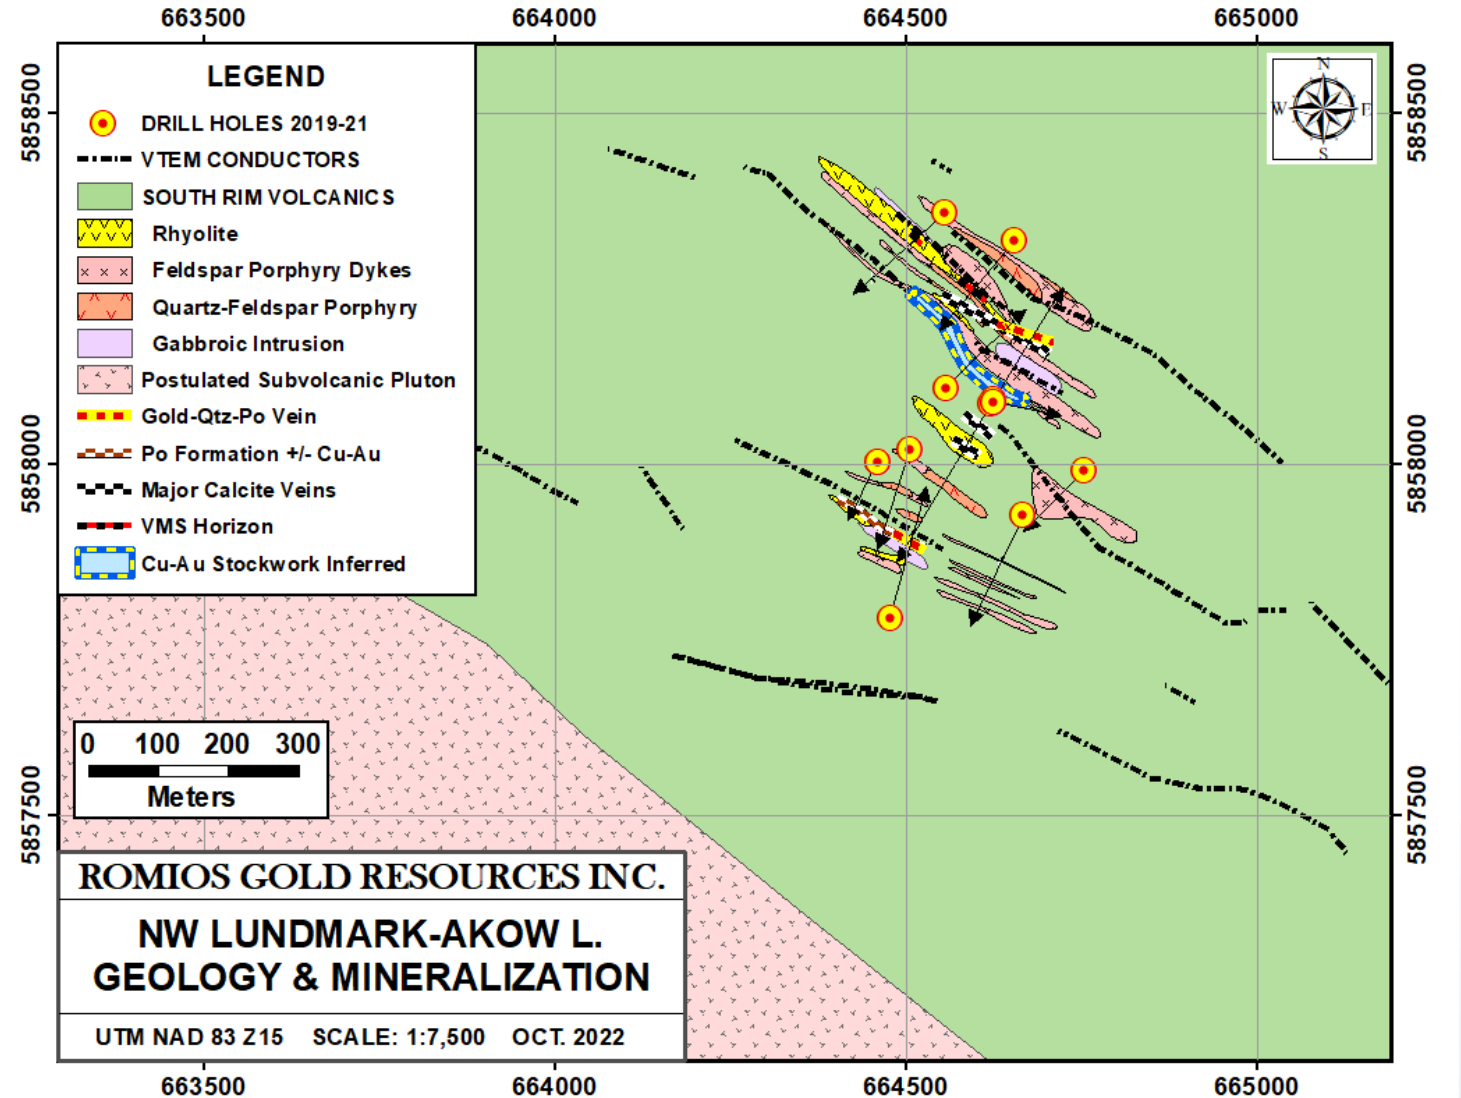 663500 664000 664500 665000
5858500
5858500
LEGEND
DRILL HOLES 2019-21
VTEM CONDUCTORS
SOUTH RIM VOLCANICS
Rhyolite
Feldspar Porphyry Dykes
Quartz-Feldspar Porphyry
Gabbroic Intrusion
Postulated Subvolcanic Pluton
Gold-Qtz-Po Vein
Po Formation +/- Cu-Au
Major Calcite Veins
VMS Horizon
Cu-Au Stockwork Inferred
N
W E
S
5858000
5858000
0 100 200 300
Meters
5857500
5857500
ROMIOS GOLD RESOURCES INC.
NW LUNDMARK-AKOW L.
GEOLOGY & MINERALIZATION
UTM NAD 83 Z15 SCALE: 1:7,500 OCT. 2022
663500 664000 664500 665000